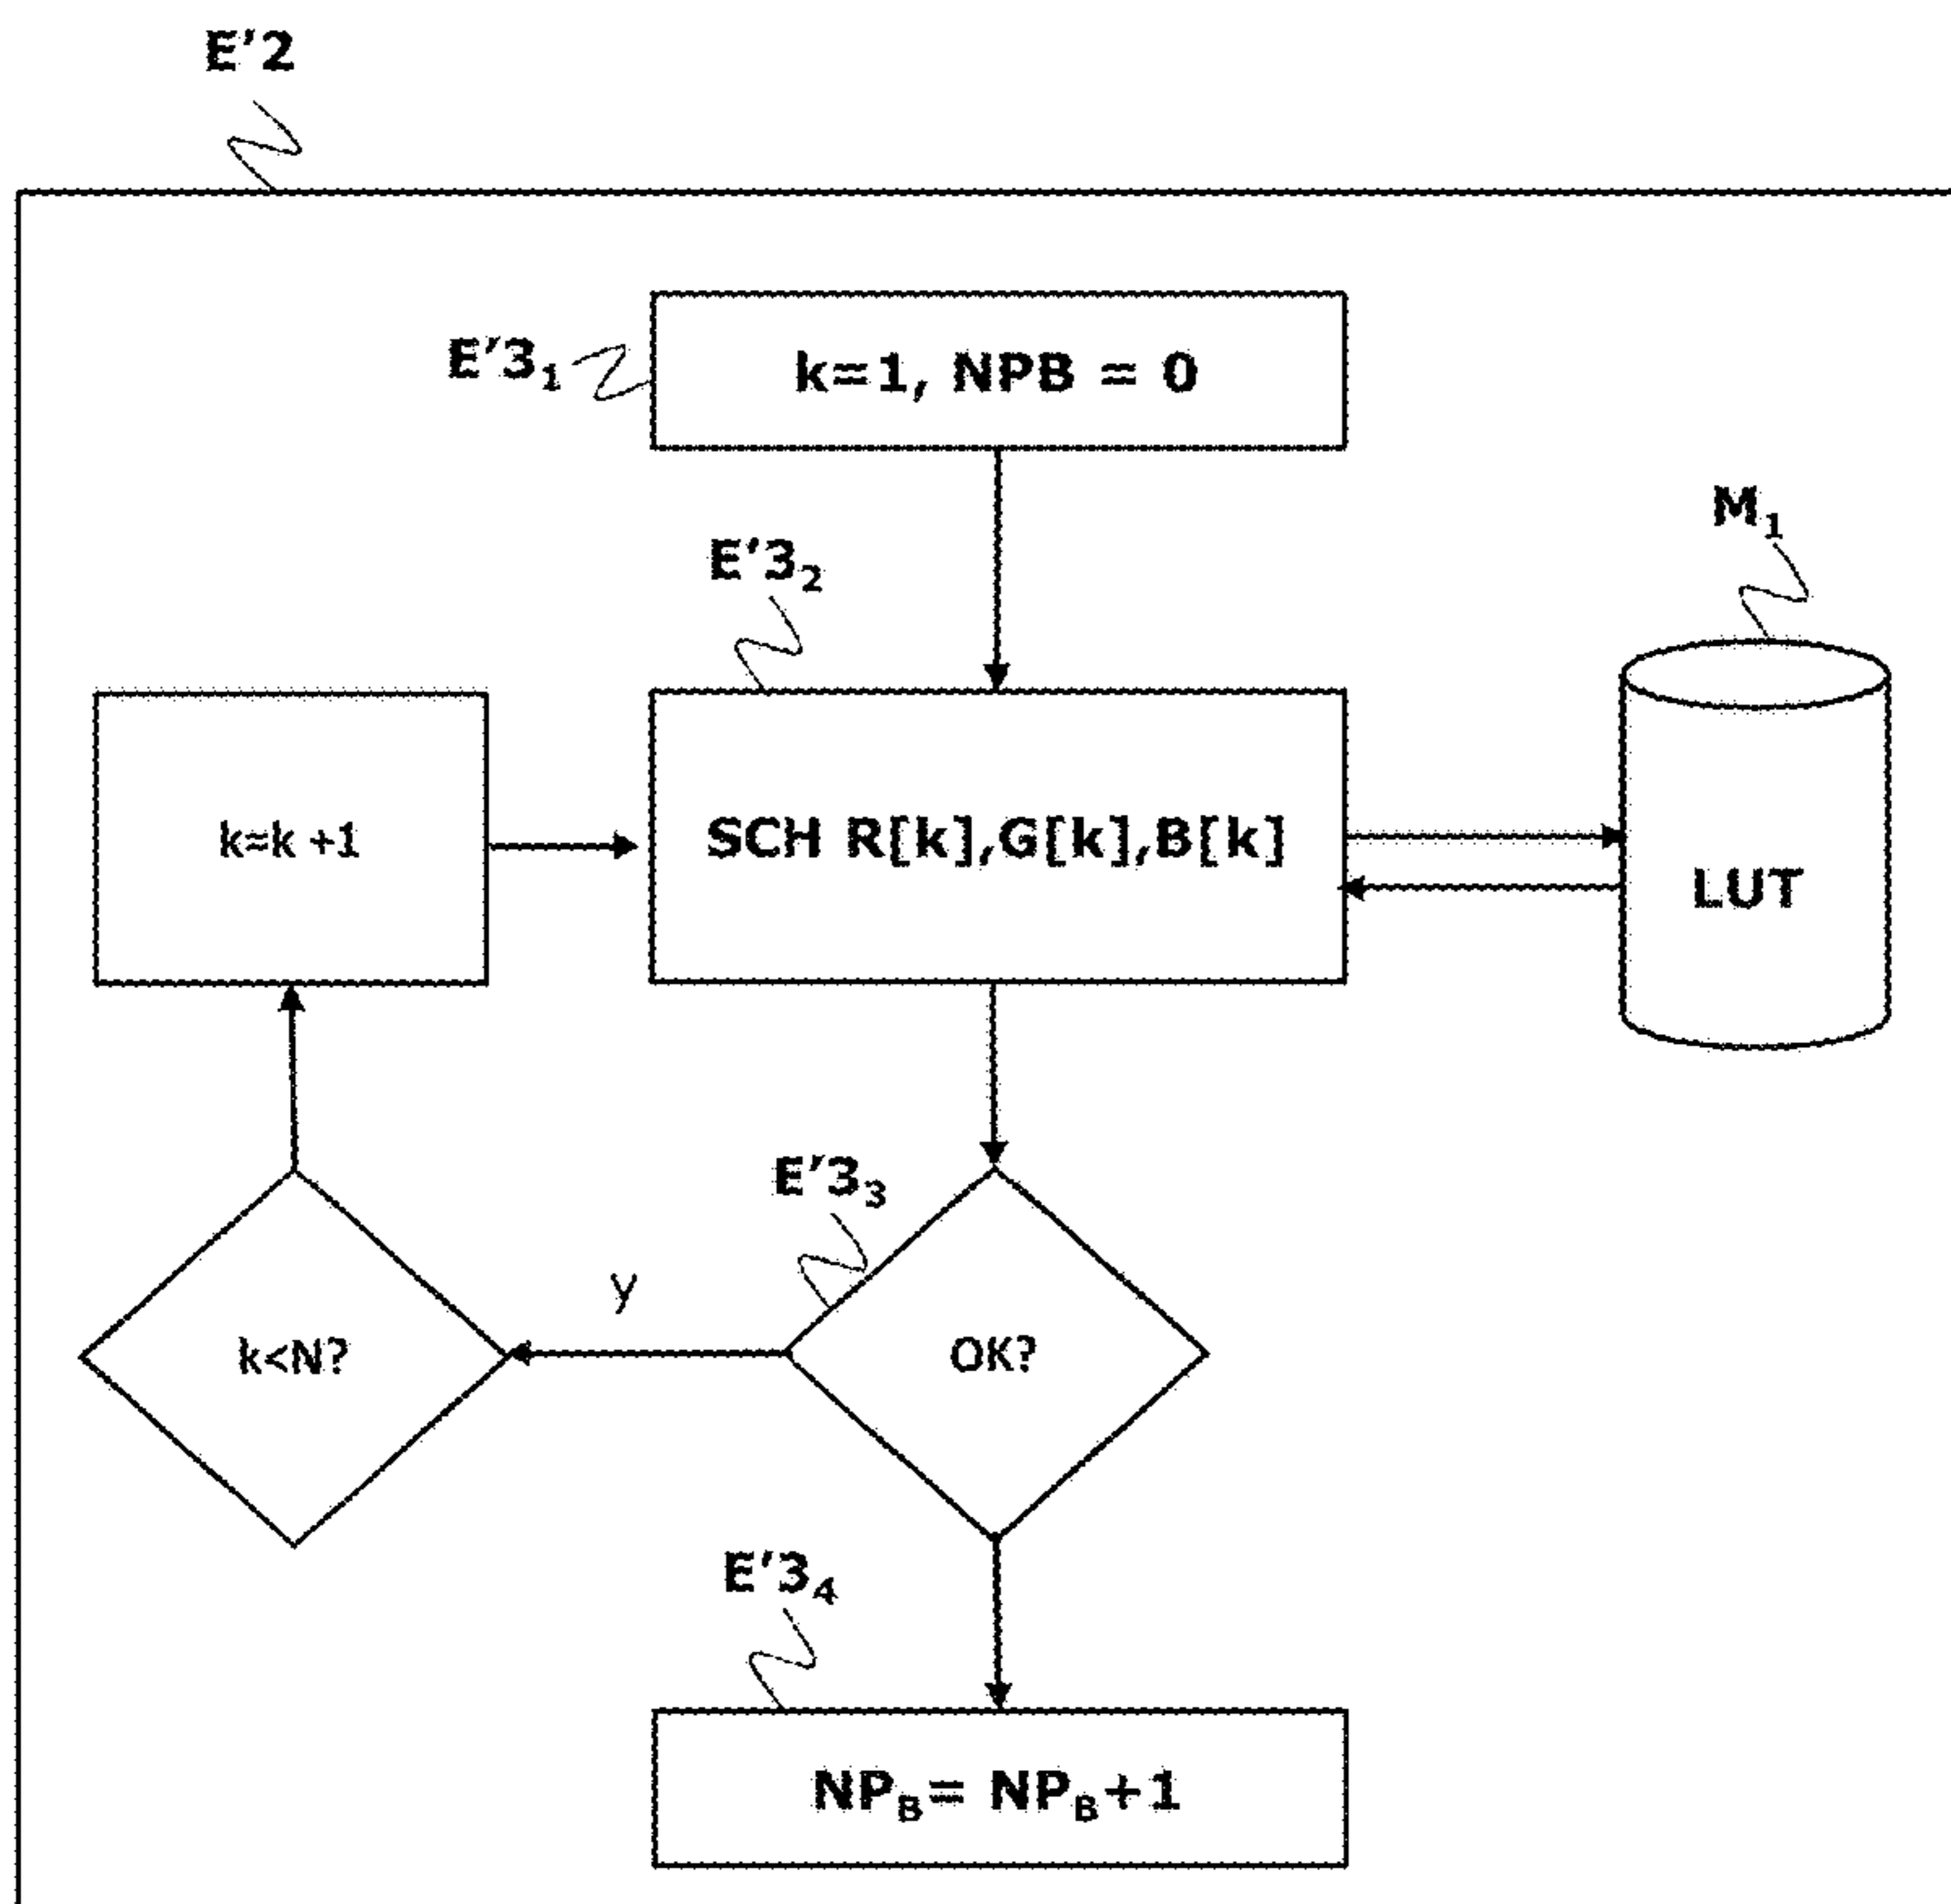 E'2
E'3₁
k=1, NPB = 0
M₁
E'3₂
k=k +1
SCH R[k],G[k],B[k]
LUT
E'3₃
y
k<N?
OK?
E'3₄
NP_B= NP_B+1